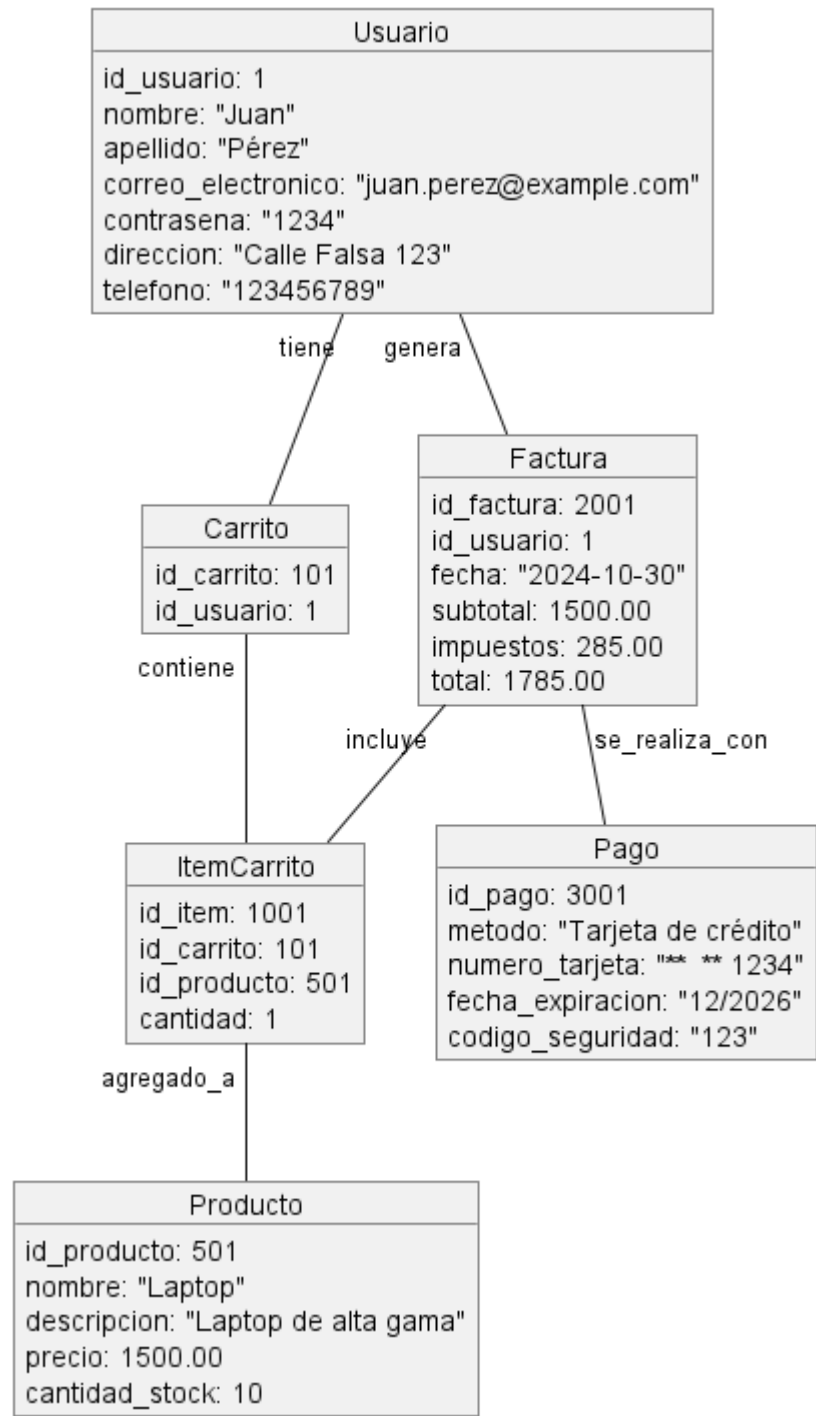 Usuario
id_usuario: 1
nombre: "Juan"
apellido: "Pérez"
correo_electronico: "juan.perez@example.com"
contrasena: "1234"
direccion: "Calle Falsa 123"
telefono: "123456789"
tiene
genera
Factura
id_factura: 2001
id_usuario: 1
fecha: "2024-10-30"
subtotal: 1500.00
impuestos: 285.00
total: 1785.00
Carrito
id_carrito: 101
id_usuario: 1
contiene
incluye
se_realiza_con
ItemCarrito
id_item: 1001
id_carrito: 101
id_producto: 501
cantidad: 1
Pago
id_pago: 3001
metodo: "Tarjeta de crédito"
numero_tarjeta: "** ** 1234"
fecha_expiracion: "12/2026"
codigo_seguridad: "123"
agregado_a
Producto
id_producto: 501
nombre: "Laptop"
descripcion: "Laptop de alta gama"
precio: 1500.00
cantidad_stock: 10